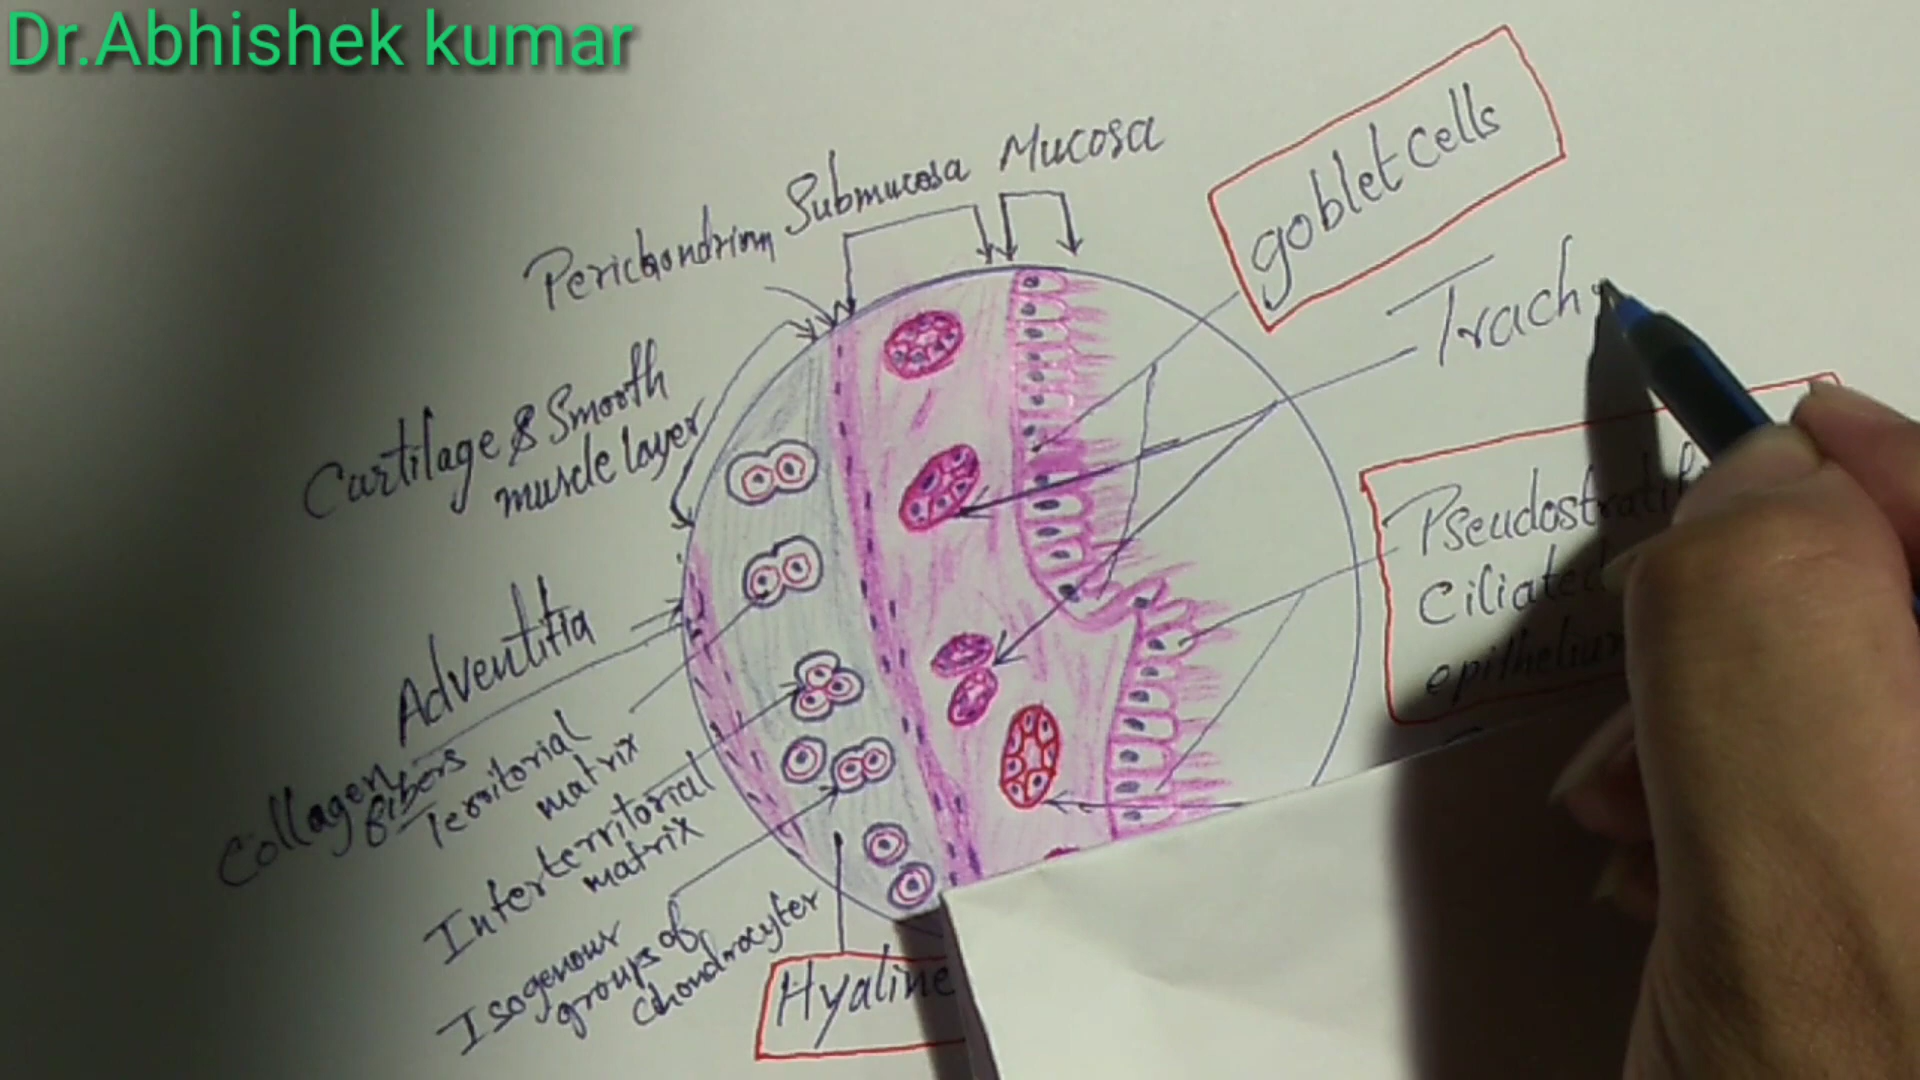 Dr.Abhishek kumar
Mucosa
Submucosa
Perichondrium
goblet cells
Trach
Cartilage & Smooth
muscle layer
Pseudostratif
Ciliated
epithelium
Adventitia
Collagen
fibers
Territorial
matrix
Interterritorial
matrix
Isogenous
groups of
Chondrocytes
Hyaline